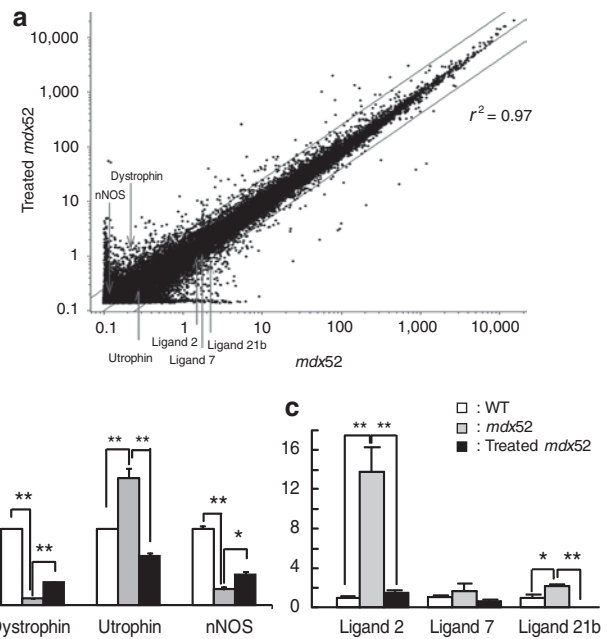 a
10,000
1,000
100
10
1
0.1
Treated mdx52
r² = 0.97
Dystrophin
nNOS
0.1 1 10 100 1,000 10,000
Ligand 2 Ligand 21b
Utrophin Ligand 7
mdx52
** ** ** ** ** *
Dystrophin Utrophin nNOS
c
: WT
: mdx52
: Treated mdx52
16
12
8
4
0
** ** * **
Ligand 2 Ligand 7 Ligand 21b